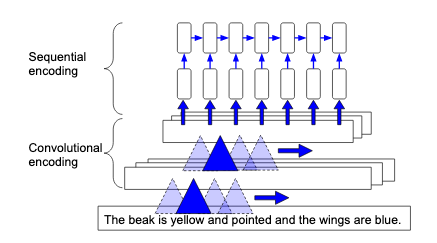 Sequential
encoding
Convolutional
encoding
The beak is yellow and pointed and the wings are blue.